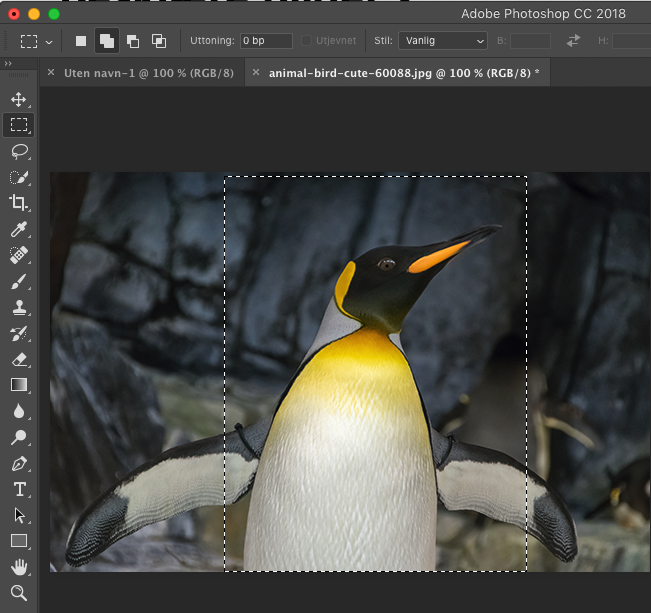 Adobe Photoshop CC 2018
Uttoning: 0 bp Utjevnet Stil: Vanlig B: H:
Uten navn-1 @ 100 % (RGB/8) animal-bird-cute-60088.jpg @ 100 % (RGB/8) *